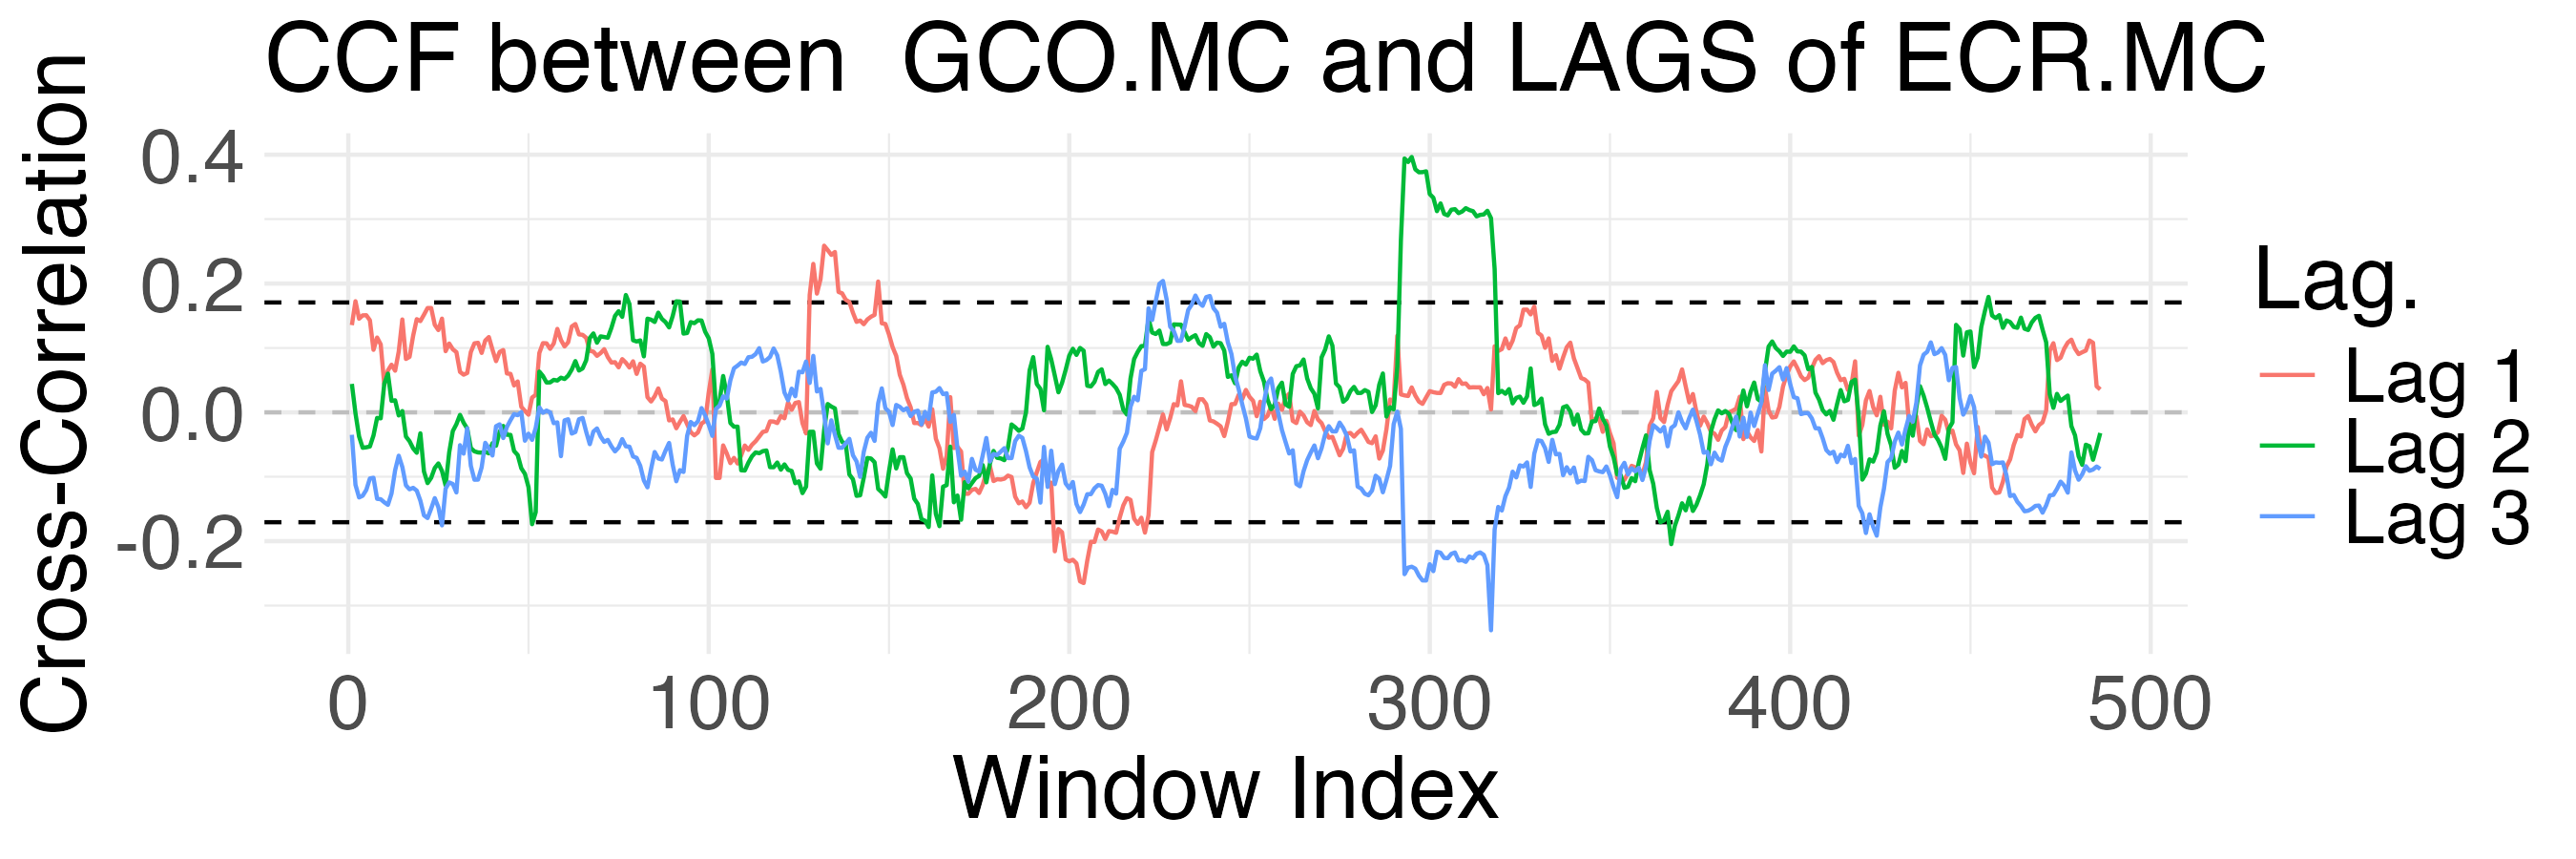 CCF between  GCO.MC and LAGS of ECR.MC
Cross-Correlation
0.4
0.2
0.0
-0.2
0 100 200 300 400 500
Window Index
Lag.
Lag 1
Lag 2
Lag 3